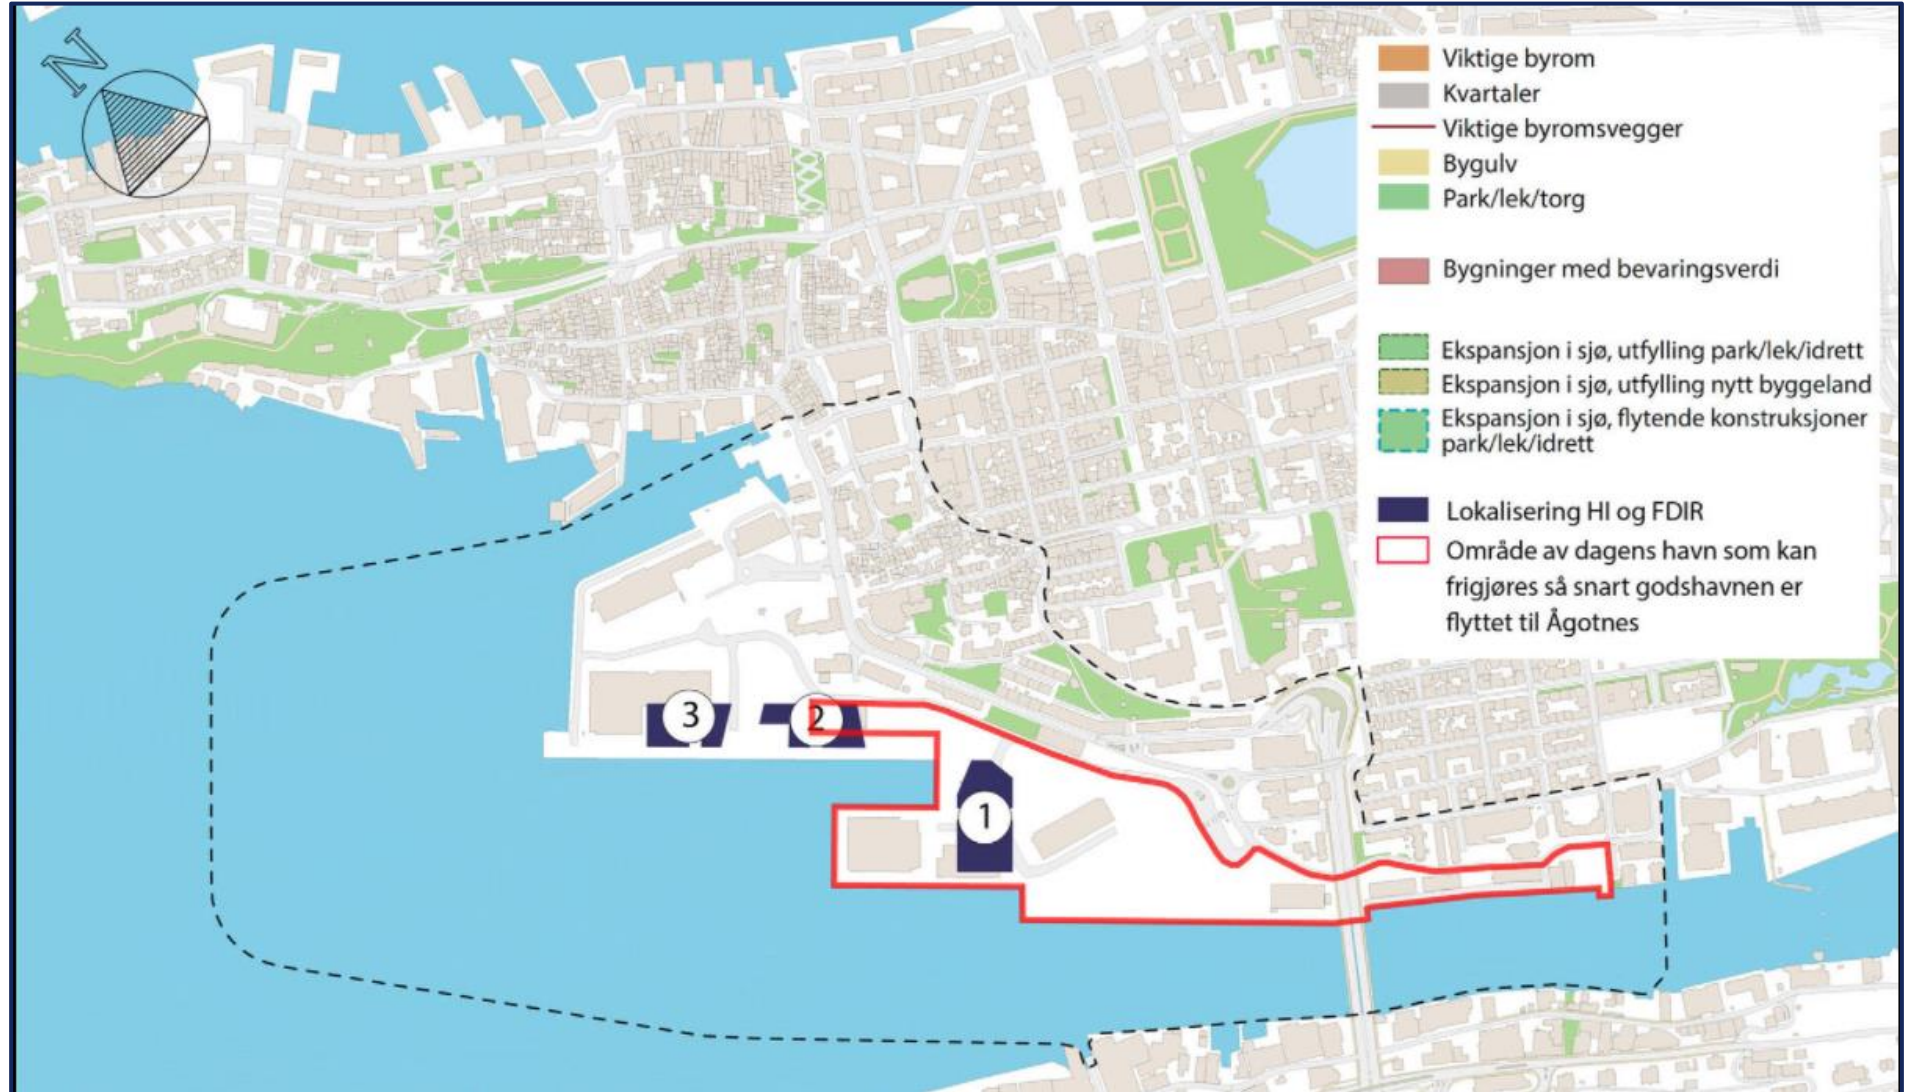 N
Viktige byrom
Kvartaler
Viktige byromsvegger
Bygulv
Park/lek/torg
Bygninger med bevaringsverdi
Ekspansjon i sjø, utfylling park/lek/idrett
Ekspansjon i sjø, utfylling nytt byggeland
Ekspansjon i sjø, flytende konstruksjoner
park/lek/idrett
Lokalisering HI og FDIR
Område av dagens havn som kan
frigjøres så snart godshavnen er
flyttet til Ågotnes
3
2
1